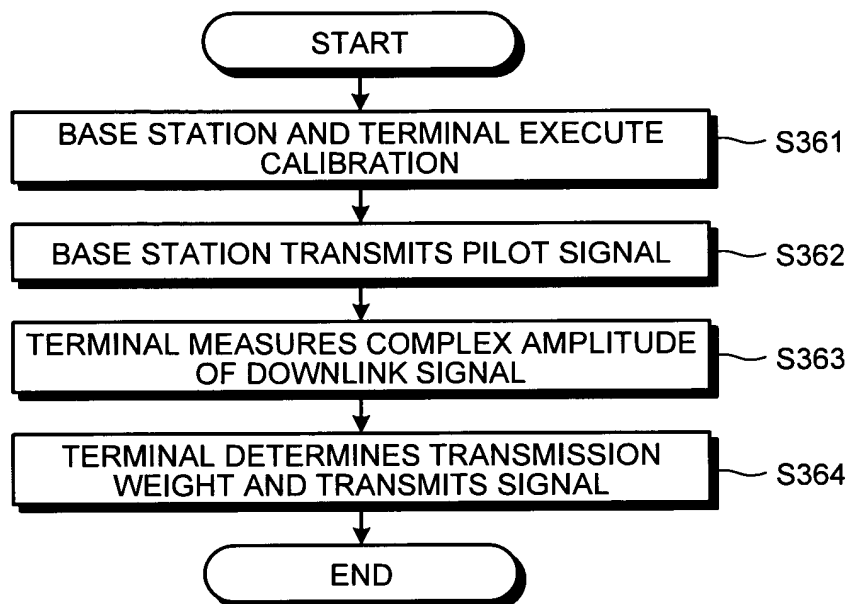 START
BASE STATION AND TERMINAL EXECUTE
CALIBRATION
S361
BASE STATION TRANSMITS PILOT SIGNAL
S362
TERMINAL MEASURES COMPLEX AMPLITUDE
OF DOWNLINK SIGNAL
S363
TERMINAL DETERMINES TRANSMISSION
WEIGHT AND TRANSMITS SIGNAL
S364
END